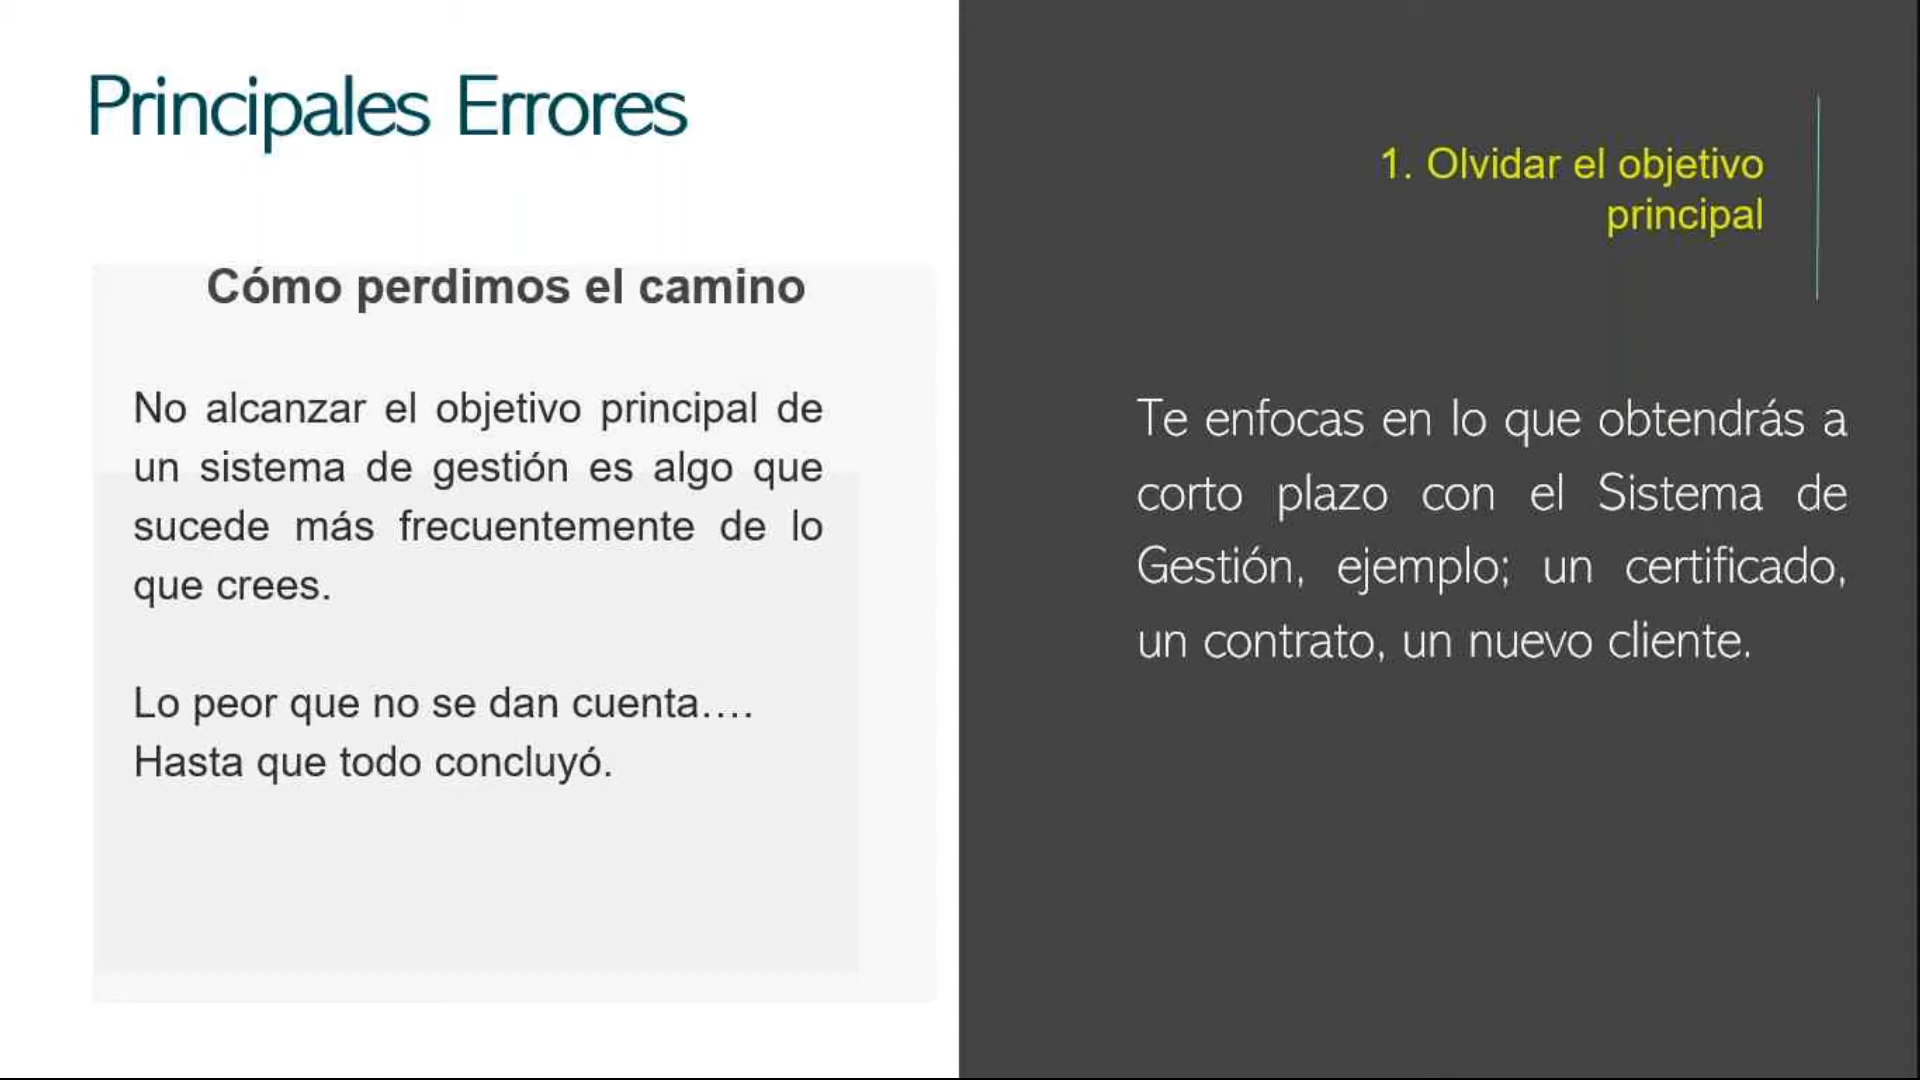 Principales Errores
Cómo perdimos el camino
No alcanzar el objetivo principal de
un sistema de gestión es algo que
sucede más frecuentemente de lo
que crees.
Lo peor que no se dan cuenta….
Hasta que todo concluyó.
1. Olvidar el objetivo
principal
Te enfocas en lo que obtendrás a
corto plazo con el Sistema de
Gestión, ejemplo; un certificado,
un contrato, un nuevo cliente.